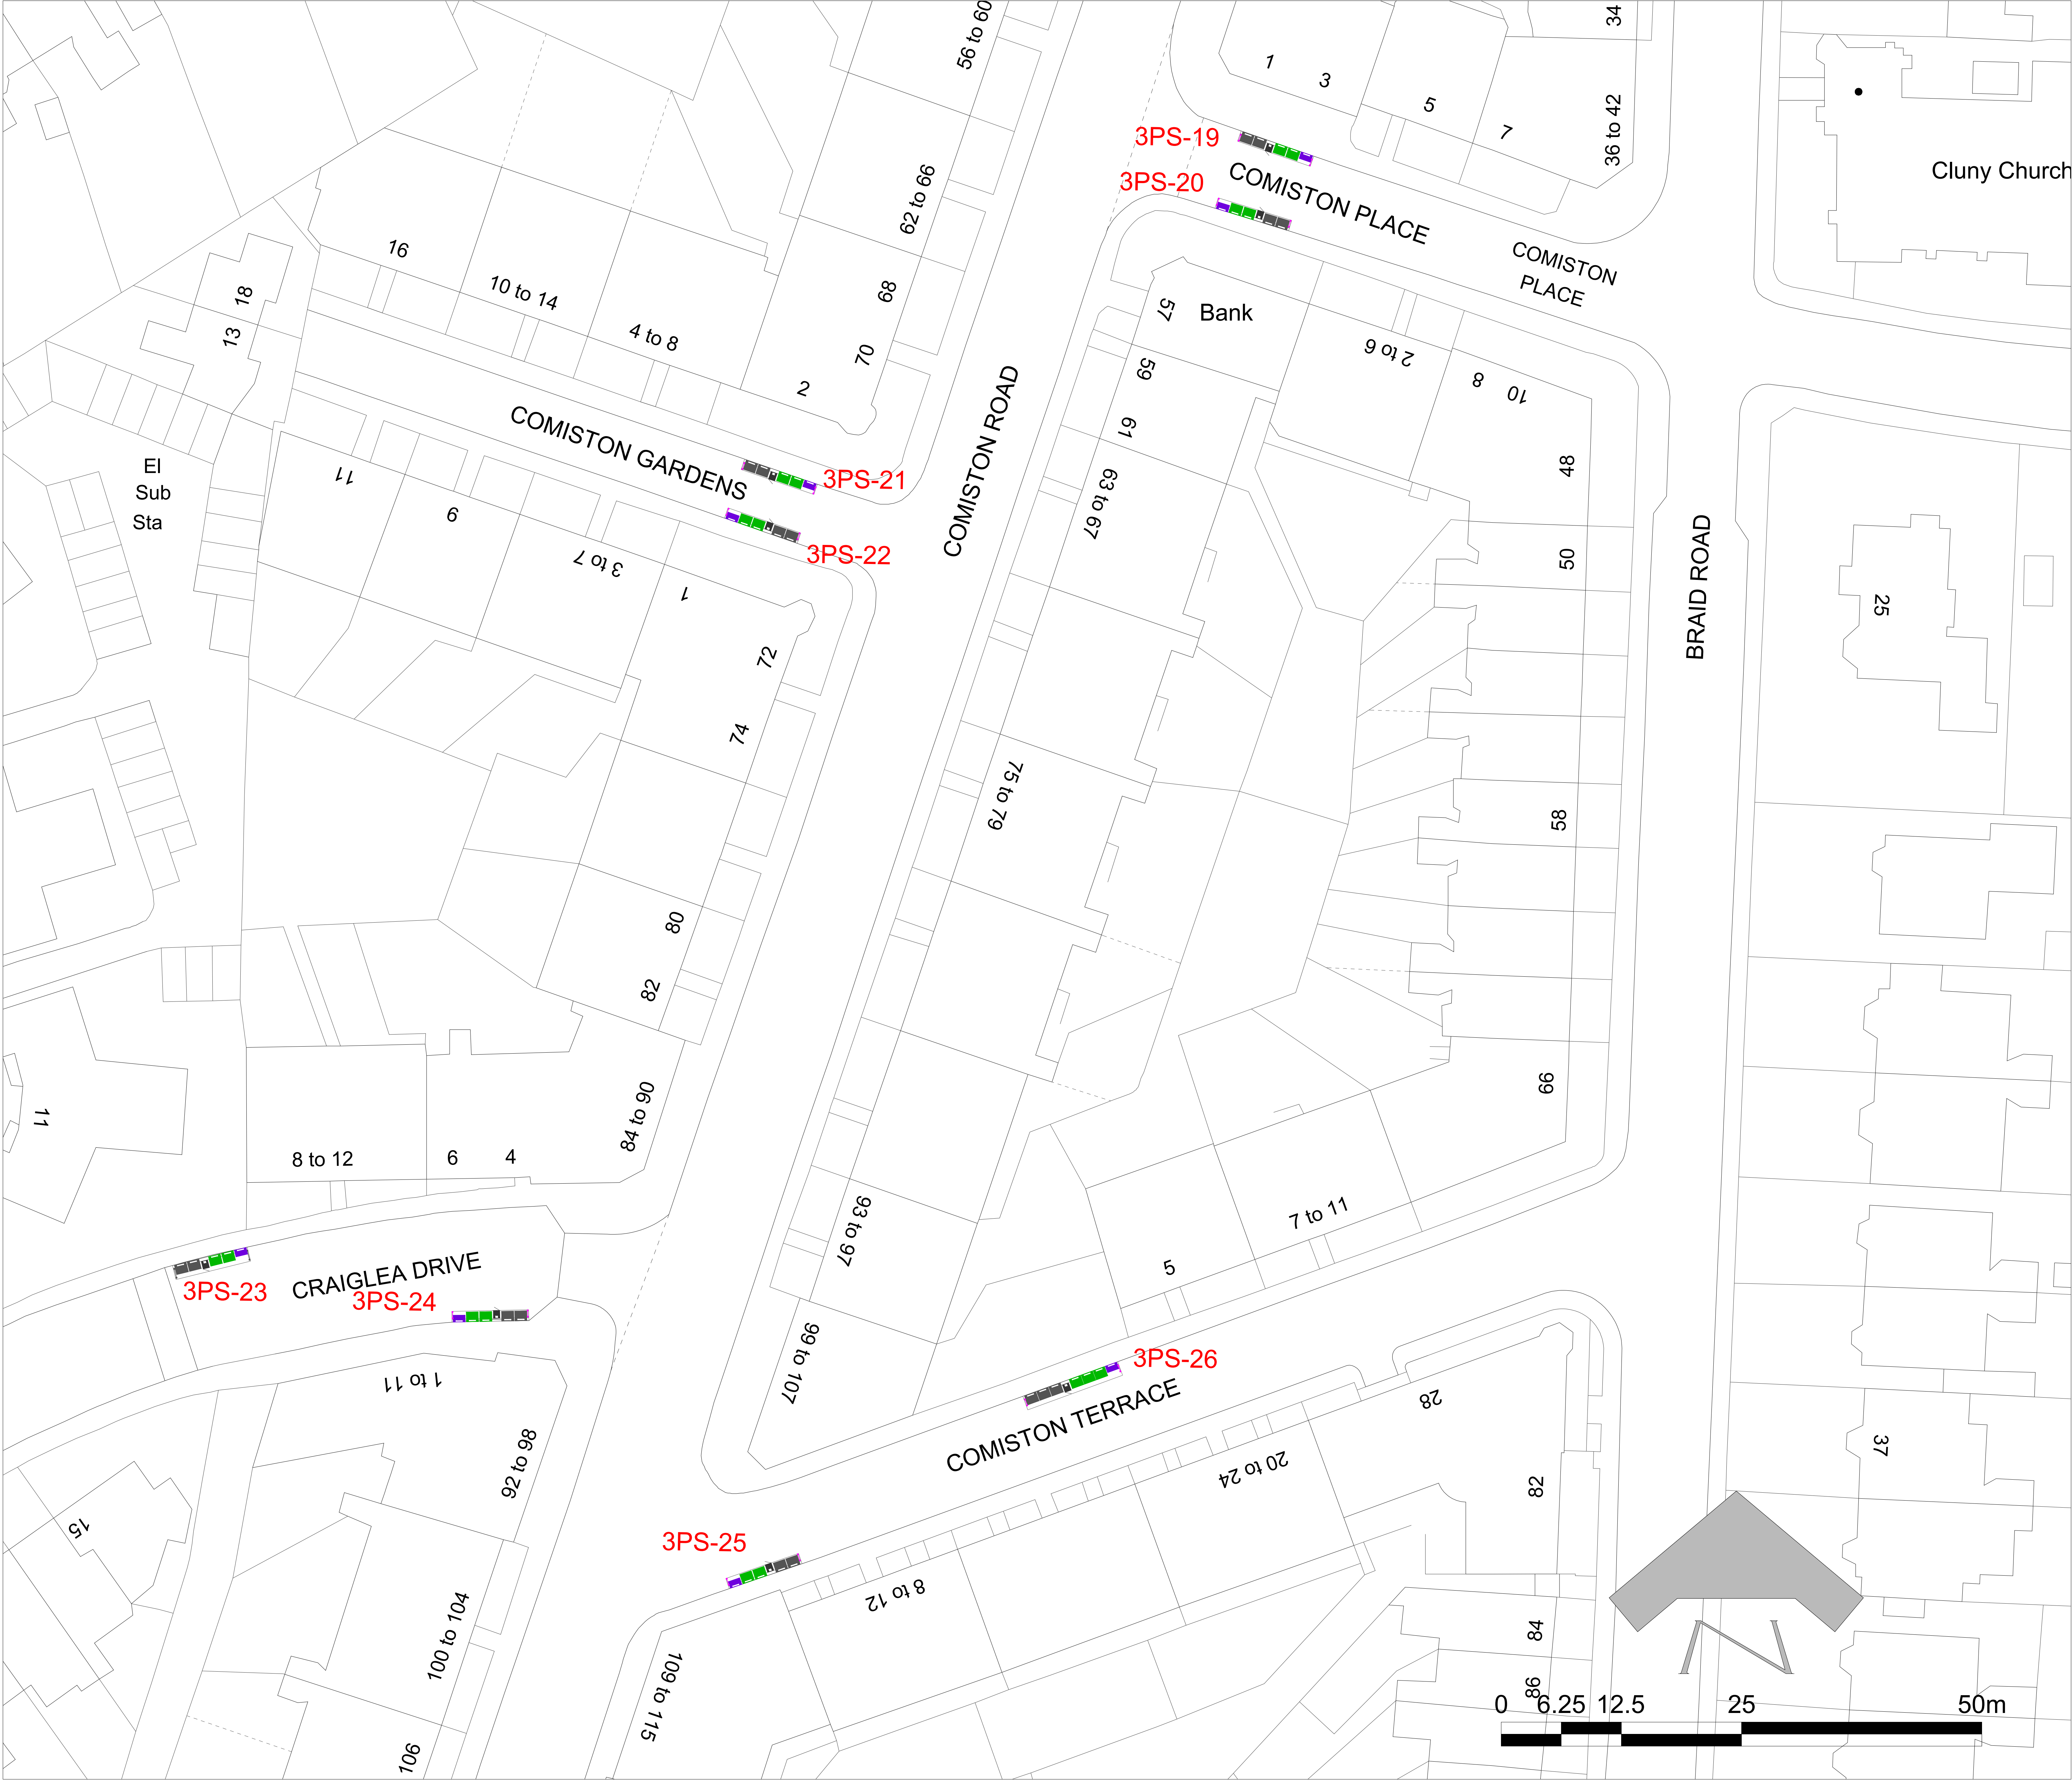 56 to 60
1
3
5
7
34
36 to 42
Cluny Church
3PS-19
COMISTON PLACE
3PS-20
COMISTON
PLACE
62 to 66
68
70
16
10 to 14
4 to 8
2
18
13
57
Bank
59
61
2 to 6
8
10
COMISTON GARDENS
3PS-21
3PS-22
COMISTON ROAD
El
Sub
Sta
11
9
3 to 7
1
63 to 67
48
50
BRAID ROAD
25
72
74
75 to 79
58
80
82
84 to 90
66
11
8 to 12
6
4
93 to 97
7 to 11
5
3PS-23
CRAIGLEA DRIVE
3PS-24
1 to 11
99 to 107
3PS-26
COMISTON TERRACE
28
20 to 24
37
82
92 to 98
15
3PS-25
8 to 12
100 to 104
109 to 115
106
84
86
N
0 6.25 12.5 25 50m